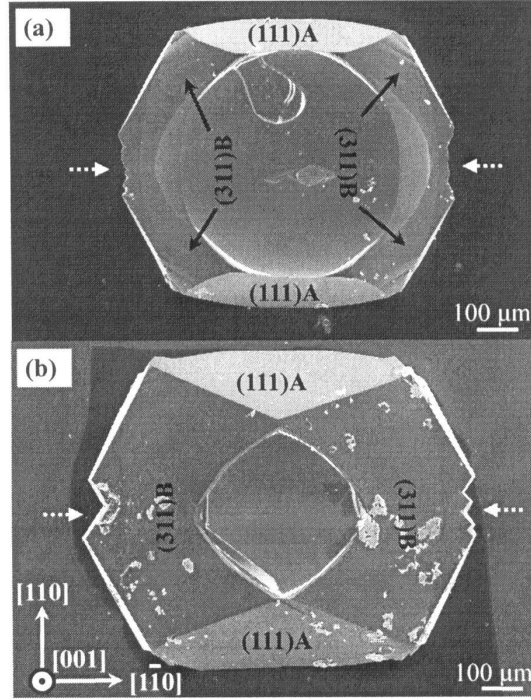 (a)
(111)A
(311)B
(311)B
(111)A
100 μm
(b)
(111)A
(311)B
(311)B
[110]
[001]
[1̄10]
(111)A
100 μm